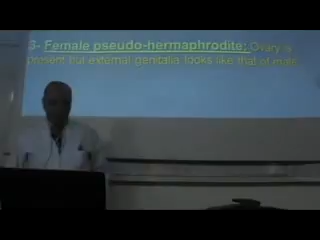 3- Female pseudo-hermaphrodite: Ovary is
present but external genitalia looks like that of male